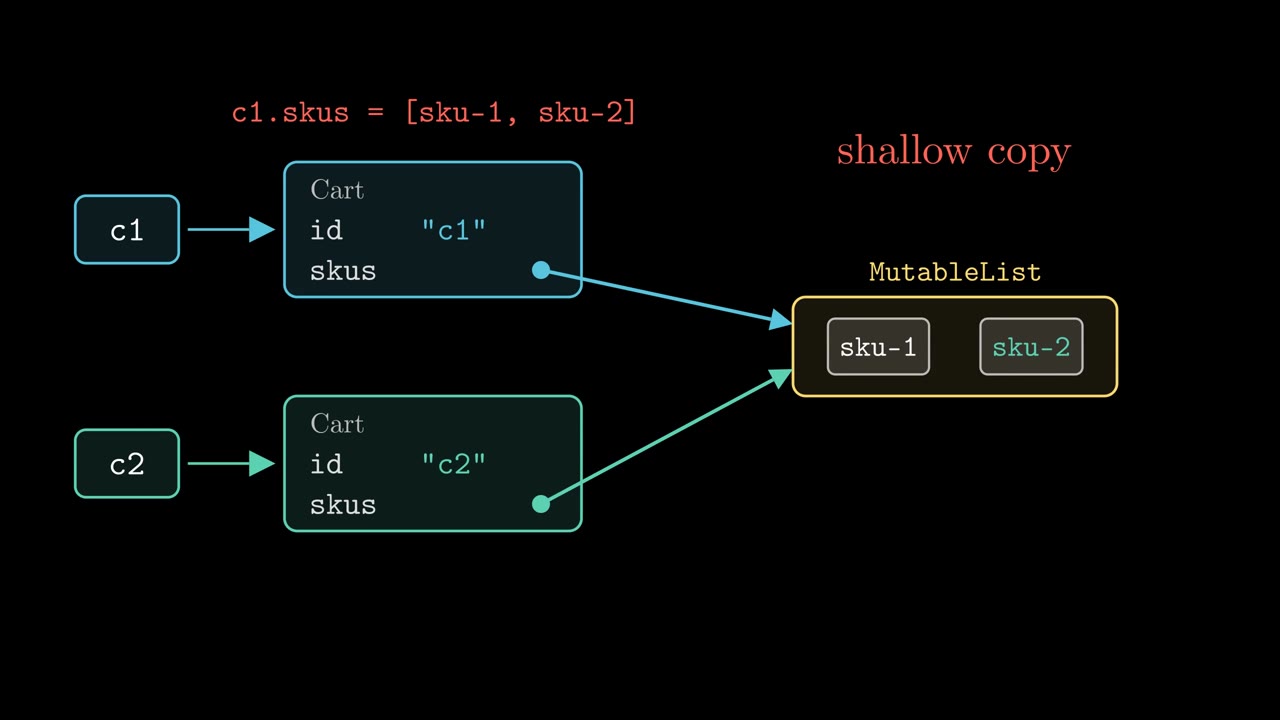 c1.skus = [sku-1, sku-2]
shallow copy
c1
Cart
id "c1"
skus
MutableList
sku-1 sku-2
c2
Cart
id "c2"
skus